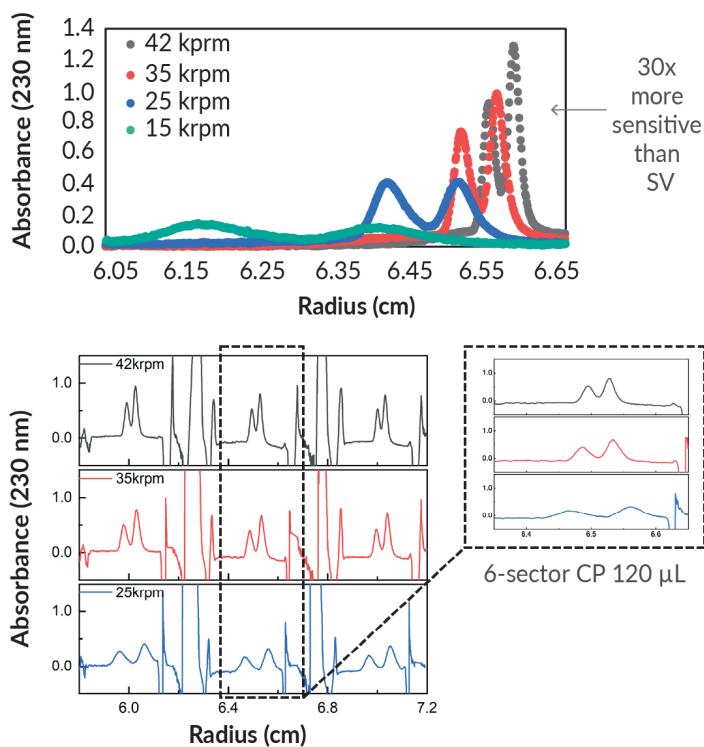 Absorbance (230 nm)
1.4
1.2
1.0
0.8
0.6
0.4
0.2
0.0
42 kprm
35 krpm
25 krpm
15 krpm
30x
more
sensitive
than
SV
6.05 6.15 6.25 6.35 6.45 6.55 6.65
Radius (cm)
Absorbance (230 nm)
42krpm
1.0
0.0
35krpm
1.0
0.0
25krpm
1.0
0.0
6.0 6.4 6.8 7.2
Radius (cm)
1.0
0.0
1.0
0.0
1.0
0.0
6.4 6.5 6.6
6-sector CP 120 µL